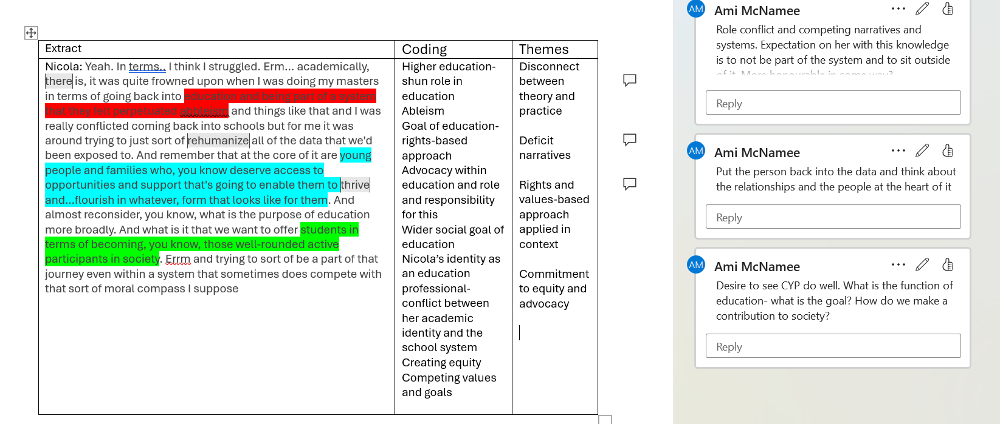 Extract
Coding
Themes
Nicola: Yeah. In terms.. I think I struggled. Erm... academically,
there is, it was quite frowned upon when I was doing my masters
in terms of going back into education and being part of a system
that they felt perpetuated abbleism and things like that and I was
really conflicted coming back into schools but for me it was
around trying to just sort of rehumanize all of the data that we'd
been exposed to. And remember that at the core of it are young
people and families who, you know deserve access to
opportunities and support that's going to enable them to thrive
and...flourish in whatever, form that looks like for them. And
almost reconsider, you know, what is the purpose of education
more broadly. And what is it that we want to offer students in
terms of becoming, you know, those well-rounded active
participants in society. Errm and trying to sort of be a part of that
journey even within a system that sometimes does compete with
that sort of moral compass I suppose
Higher education-
shun role in
education
Ableism
Goal of education-
rights-based
approach
Advocacy within
education and role
and responsibility
for this
Wider social goal of
education
Nicola's identity as
an education
professional-
conflict between
her academic
identity and the
school system
Creating equity
Competing values
and goals
Disconnect
between
theory and
practice
Deficit
narratives
Rights and
values-based
approach
applied in
context
Commitment
to equity and
advocacy
AM Ami McNamee
Role conflict and competing narratives and
systems. Expectation on her with this knowledge
is to not be part of the system and to sit outside
of it. More honourable in some way?
Reply
AM Ami McNamee
Put the person back into the data and think about
the relationships and the people at the heart of it
Reply
AM Ami McNamee
Desire to see CYP do well. What is the function of
education- what is the goal? How do we make a
contribution to society?
Reply